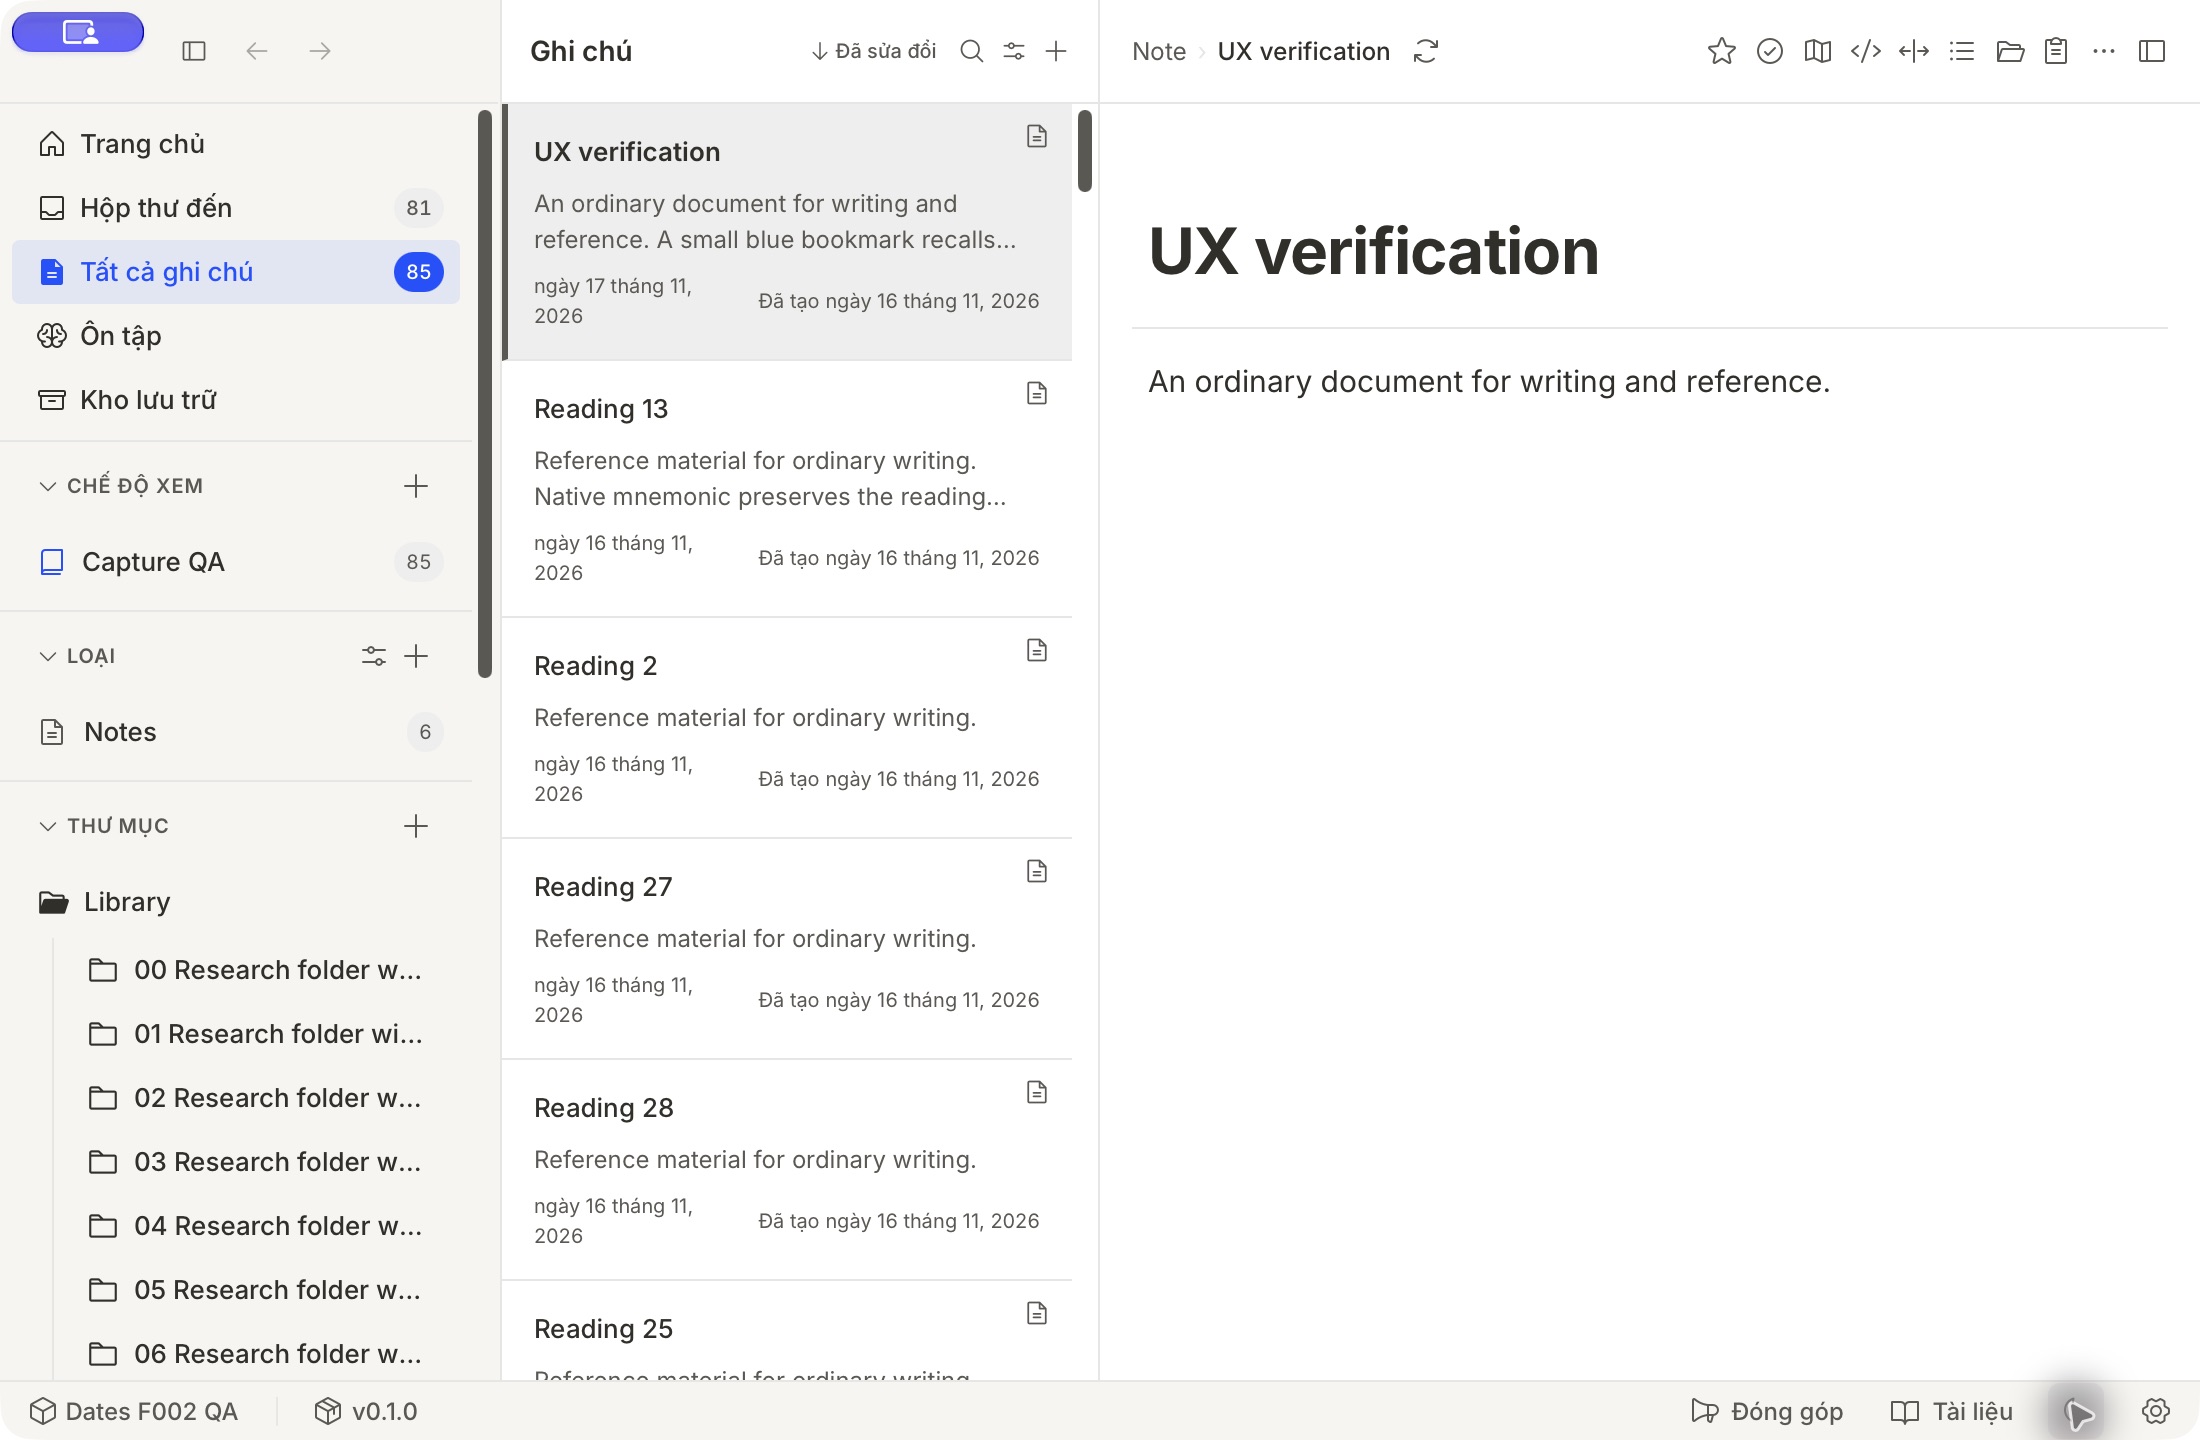 Trang chủ
Hộp thư đến 81
Tất cả ghi chú 85
Ôn tập
Kho lưu trữ
CHẾ ĐỘ XEM
Capture QA 85
LOẠI
Notes 6
THƯ MỤC
Library
00 Research folder w...
01 Research folder wi...
02 Research folder w...
03 Research folder w...
04 Research folder w...
05 Research folder w...
06 Research folder w...
Ghi chú Đã sửa đổi
UX verification
An ordinary document for writing and
reference. A small blue bookmark recalls...
ngày 17 tháng 11,
2026
Đã tạo ngày 16 tháng 11, 2026
Reading 13
Reference material for ordinary writing.
Native mnemonic preserves the reading...
ngày 16 tháng 11,
2026
Đã tạo ngày 16 tháng 11, 2026
Reading 2
Reference material for ordinary writing.
ngày 16 tháng 11,
2026
Đã tạo ngày 16 tháng 11, 2026
Reading 27
Reference material for ordinary writing.
ngày 16 tháng 11,
2026
Đã tạo ngày 16 tháng 11, 2026
Reading 28
Reference material for ordinary writing.
ngày 16 tháng 11,
2026
Đã tạo ngày 16 tháng 11, 2026
Reading 25
Reference material for ordinary writing.
Note › UX verification
UX verification
An ordinary document for writing and reference.
Dates F002 QA
v0.1.0
Đóng góp
Tài liệu